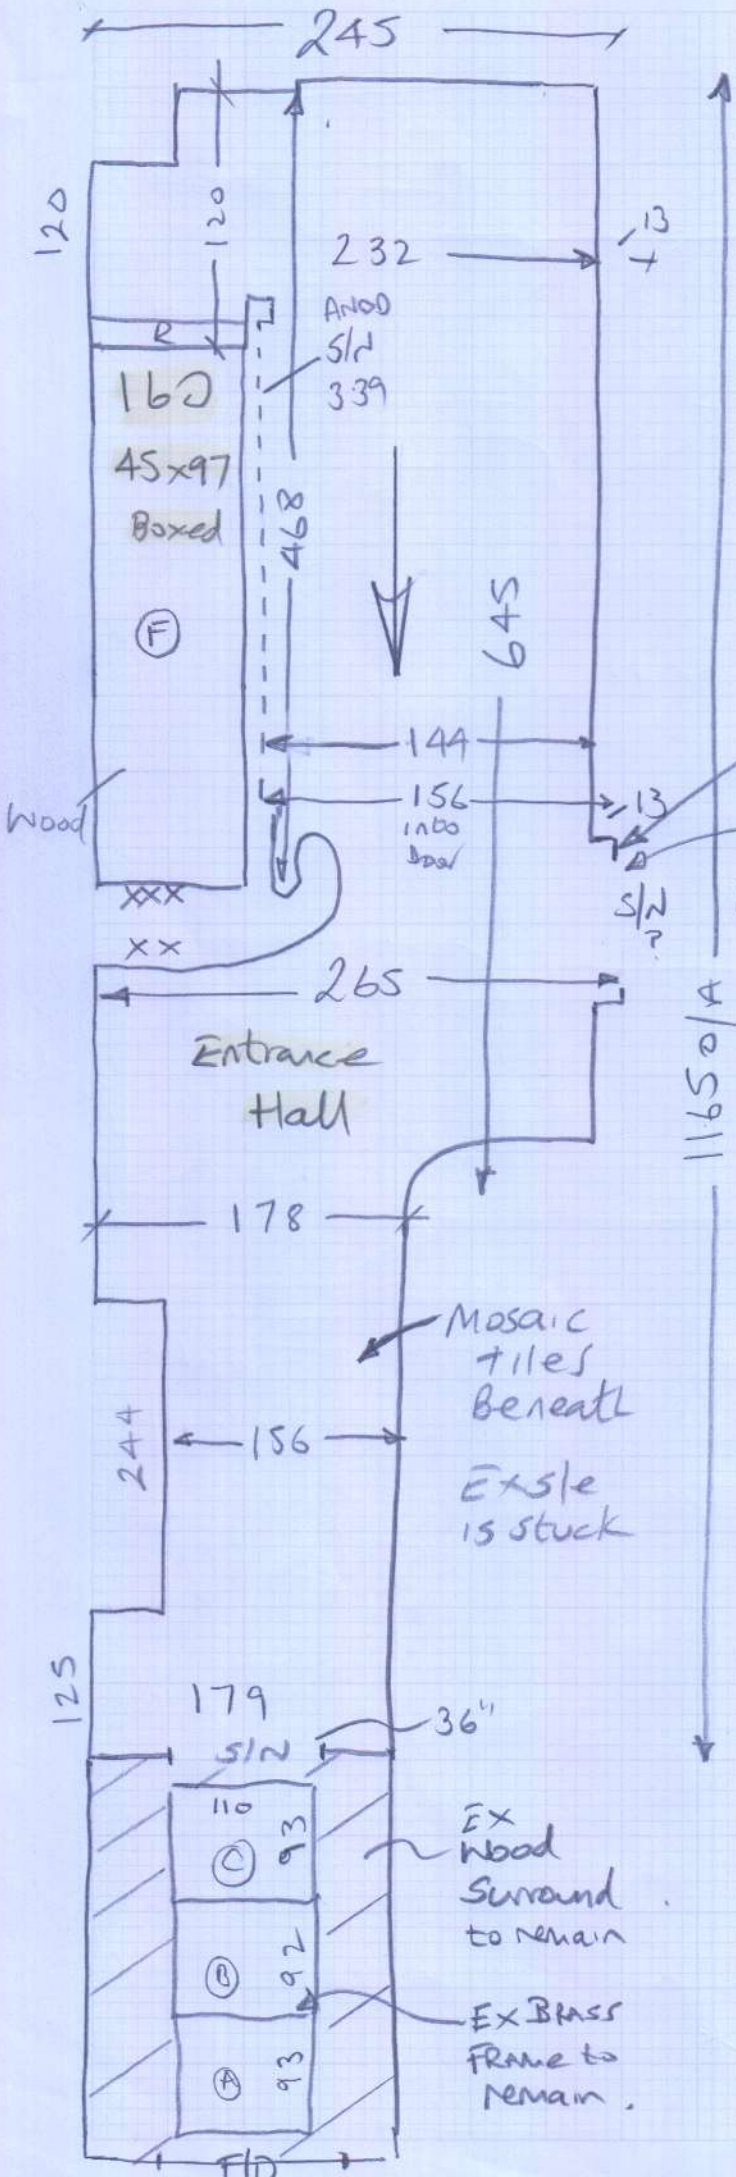 245
120
120
232
13
ANOD
S/N
339
R
160
45x97
Boxed
468
F
645
144
Wood
156
into
Door
13
A
S/N
?
xxx
xx
265
11650/A
Entrance
Hall
178
Mosaic
tiles
Beneath
244
156
Ex s/e
is stuck
125
179
S/N
36"
110
C
93
Ex
Wood
Surround
to remain
B
92
Ex BRASS
FRAME to
remain.
A
93
F/D